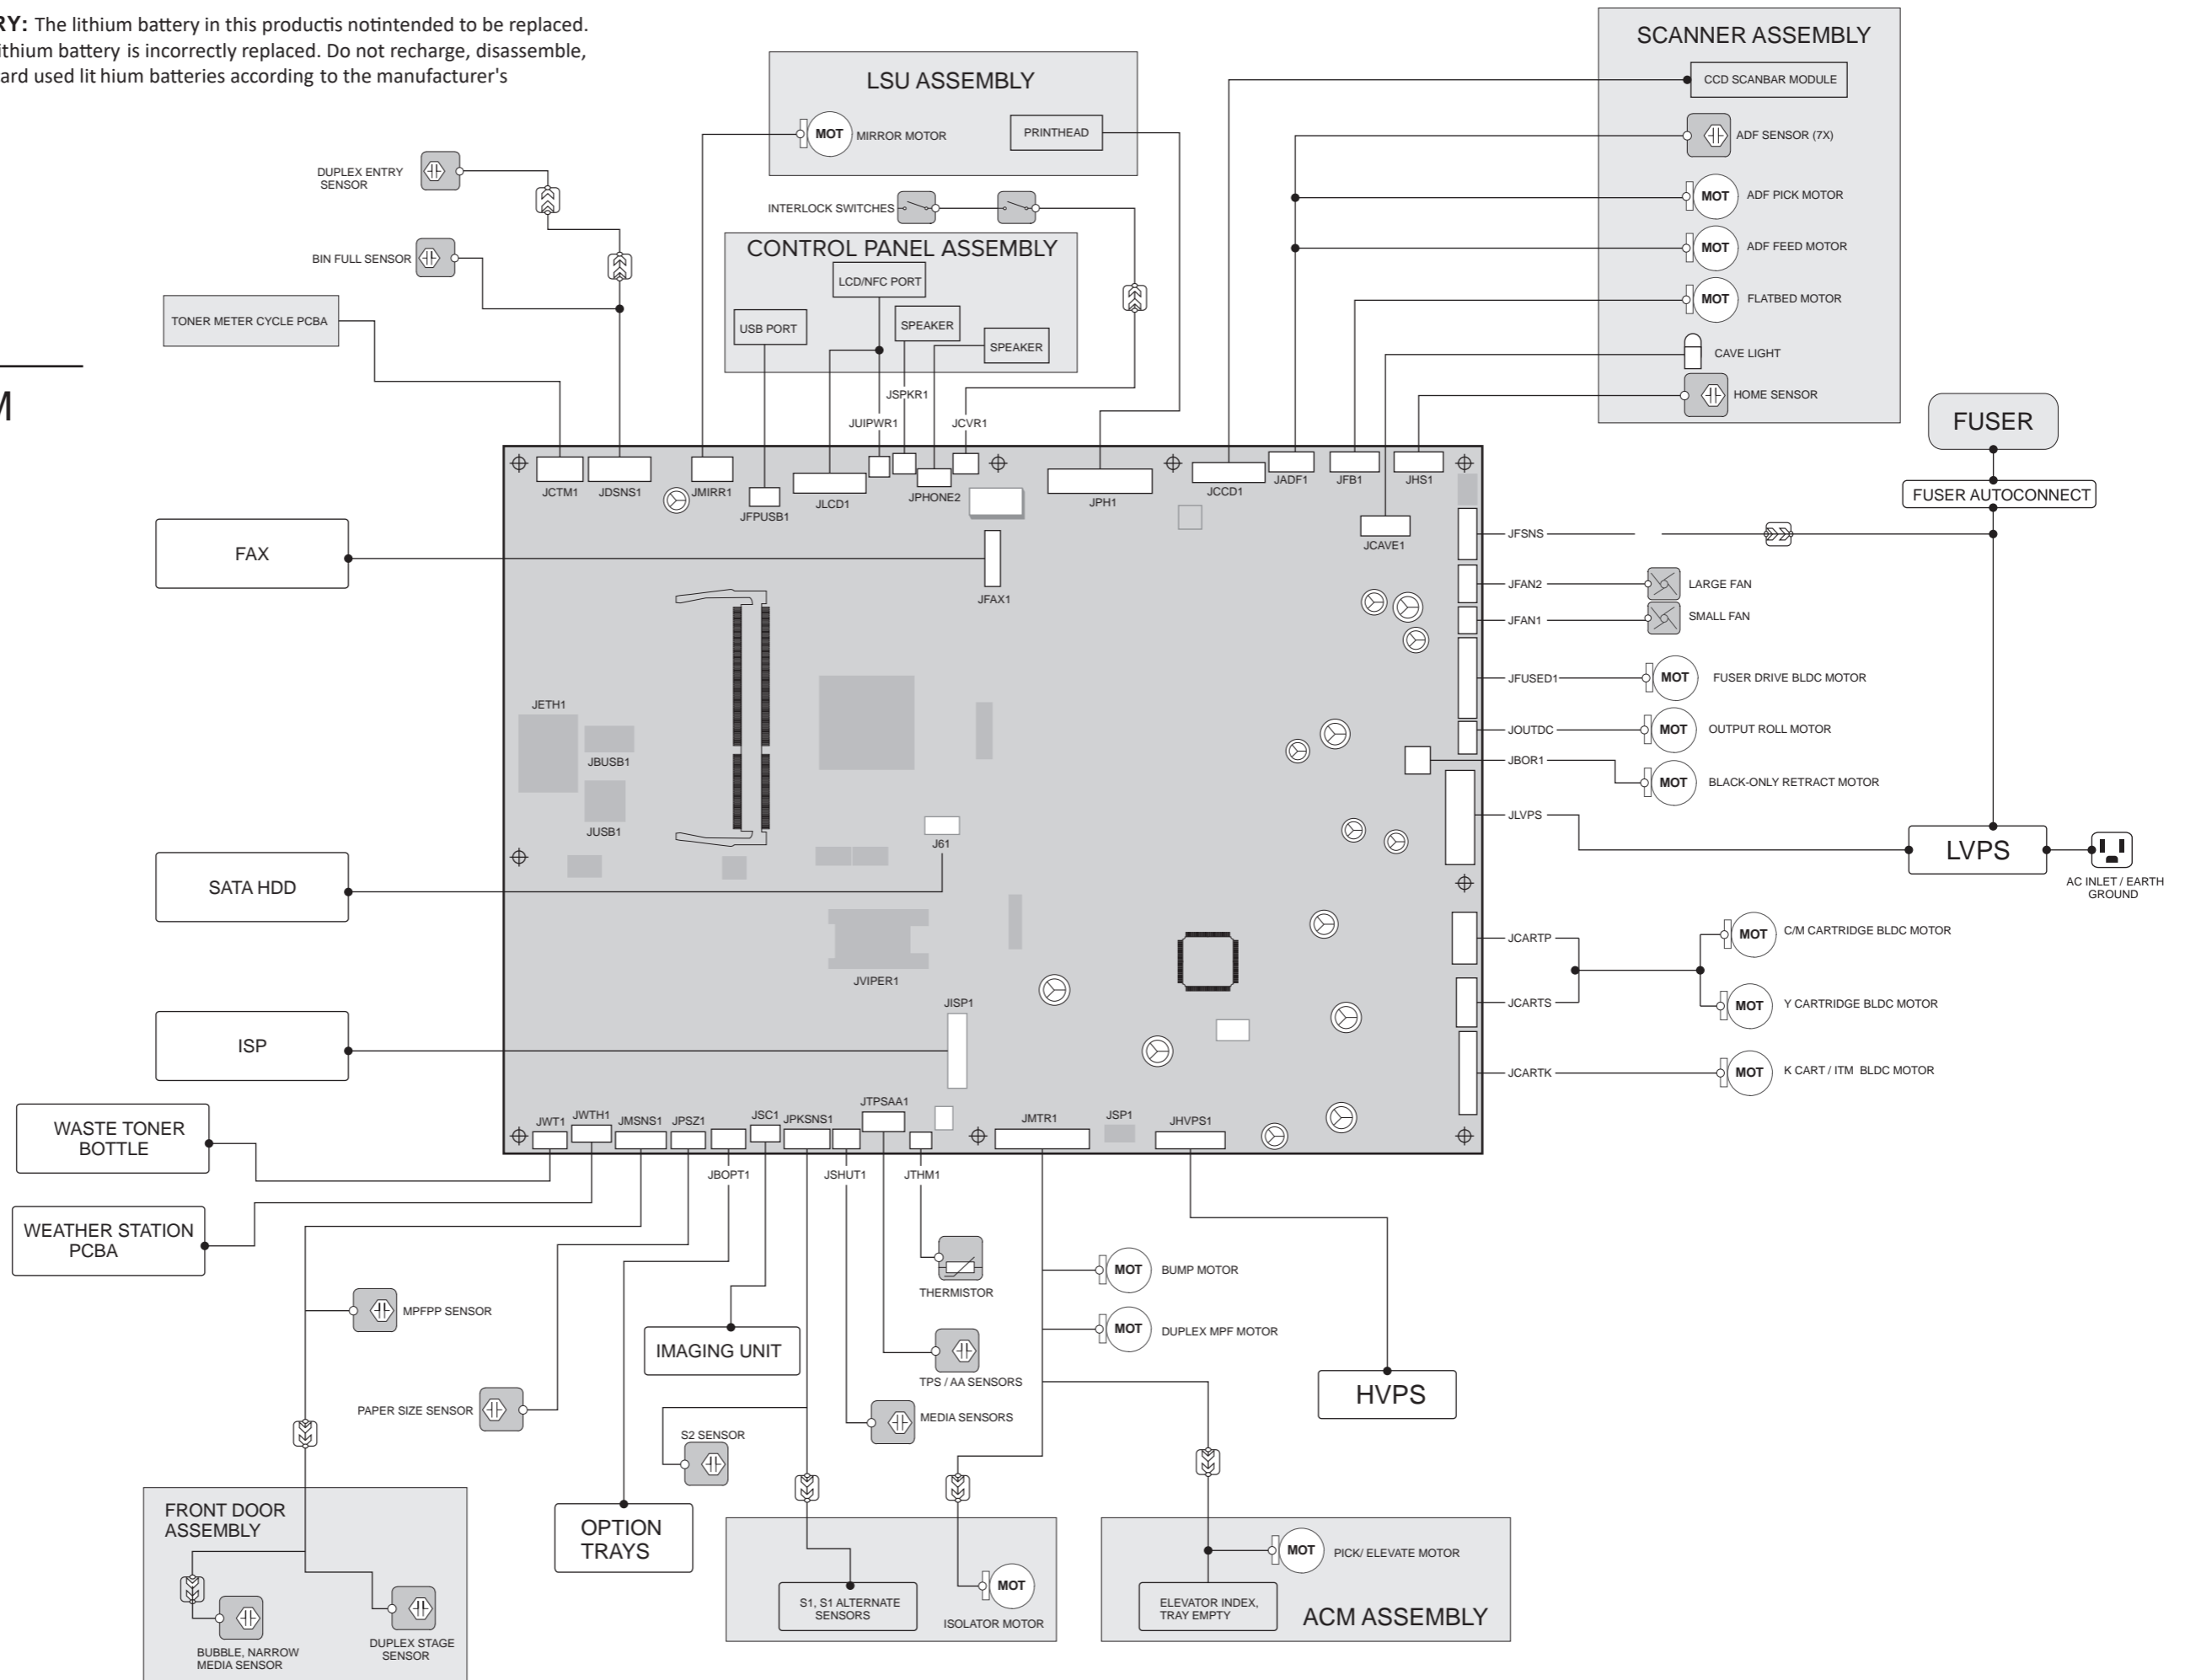 RY: The lithium battery in this productis notintended to be replaced.
ithium battery is incorrectly replaced. Do not recharge, disassemble,
ard used lit hium batteries according to the manufacturer's
M
LSU ASSEMBLY
MOT
MIRROR MOTOR
PRINTHEAD
SCANNER ASSEMBLY
CCD SCANBAR MODULE
ADF SENSOR (7X)
MOT
ADF PICK MOTOR
MOT
ADF FEED MOTOR
MOT
FLATBED MOTOR
CAVE LIGHT
HOME SENSOR
DUPLEX ENTRY
SENSOR
BIN FULL SENSOR
TONER METER CYCLE PCBA
INTERLOCK SWITCHES
CONTROL PANEL ASSEMBLY
LCD/NFC PORT
USB PORT
SPEAKER
SPEAKER
JSPKR1
JUIPWR1
JCVR1
JCTM1
JDSNS1
JMIRR1
JFPUSB1
JLCD1
JPHONE2
JPH1
JCCD1
JADF1
JFB1
JHS1
JCAVE1
FUSER
FUSER AUTOCONNECT
FAX
JFAX1
JFSNS
JFAN2
LARGE FAN
JFAN1
SMALL FAN
JFUSED1
MOT
FUSER DRIVE BLDC MOTOR
JOUTDC
MOT
OUTPUT ROLL MOTOR
JBOR1
MOT
BLACK-ONLY RETRACT MOTOR
JLVPS
LVPS
AC INLET / EARTH
GROUND
JETH1
JBUSB1
JUSB1
J61
SATA HDD
JVIPER1
JISP1
ISP
JCARTP
MOT
C/M CARTRIDGE BLDC MOTOR
JCARTS
MOT
Y CARTRIDGE BLDC MOTOR
JCARTK
MOT
K CART / ITM BLDC MOTOR
JWT1
JWTH1
JMSNS1
JPSZ1
JSC1
JPKSNS1
JTPSAA1
JMTR1
JSP1
JHVPS1
JBOPT1
JSHUT1
JTHM1
WASTE TONER
BOTTLE
WEATHER STATION
PCBA
MPFPP SENSOR
PAPER SIZE SENSOR
IMAGING UNIT
THERMISTOR
TPS / AA SENSORS
MEDIA SENSORS
S2 SENSOR
MOT
BUMP MOTOR
MOT
DUPLEX MPF MOTOR
HVPS
FRONT DOOR
ASSEMBLY
BUBBLE, NARROW
MEDIA SENSOR
DUPLEX STAGE
SENSOR
OPTION
TRAYS
S1, S1 ALTERNATE
SENSORS
MOT
ISOLATOR MOTOR
MOT
PICK/ ELEVATE MOTOR
ELEVATOR INDEX,
TRAY EMPTY
ACM ASSEMBLY